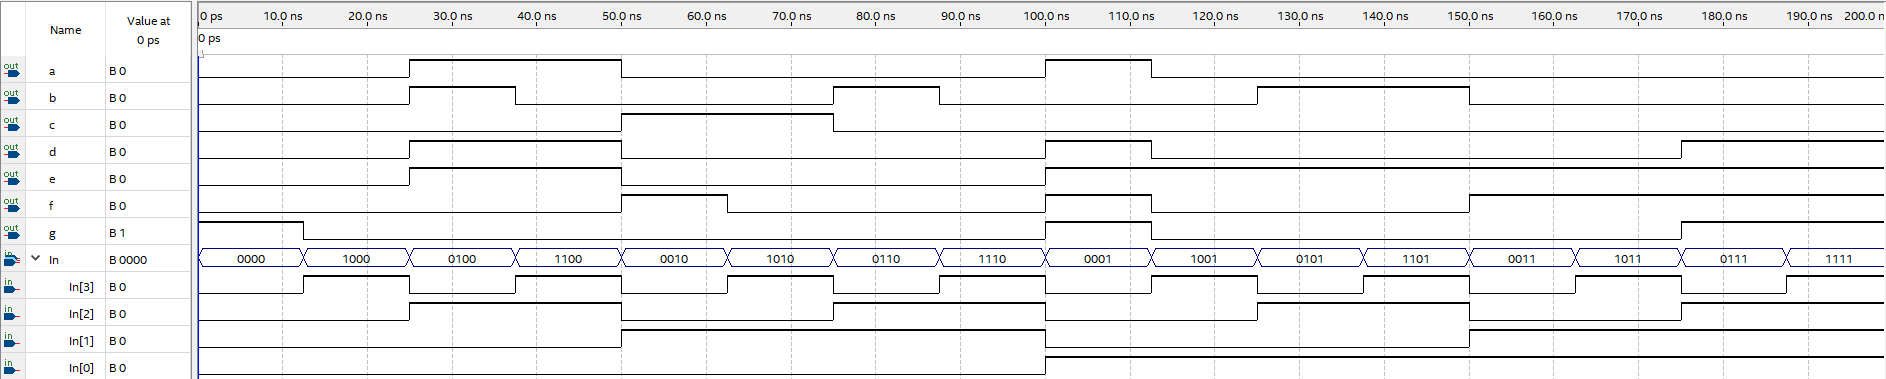 Name Value at 0 ps
0 ps 10.0 ns 20.0 ns 30.0 ns 40.0 ns 50.0 ns 60.0 ns 70.0 ns 80.0 ns 90.0 ns 100.0 ns 110.0 ns 120.0 ns 130.0 ns 140.0 ns 150.0 ns 160.0 ns 170.0 ns 180.0 ns 190.0 ns 200.0 n
0 ps
out a B 0
out b B 0
out c B 0
out d B 0
out e B 0
out f B 0
out g B 1
in In B 0000 0000 1000 0100 1100 0010 1010 0110 1110 0001 1001 0101 1101 0011 1011 0111 1111
in In[3] B 0
in In[2] B 0
in In[1] B 0
in In[0] B 0